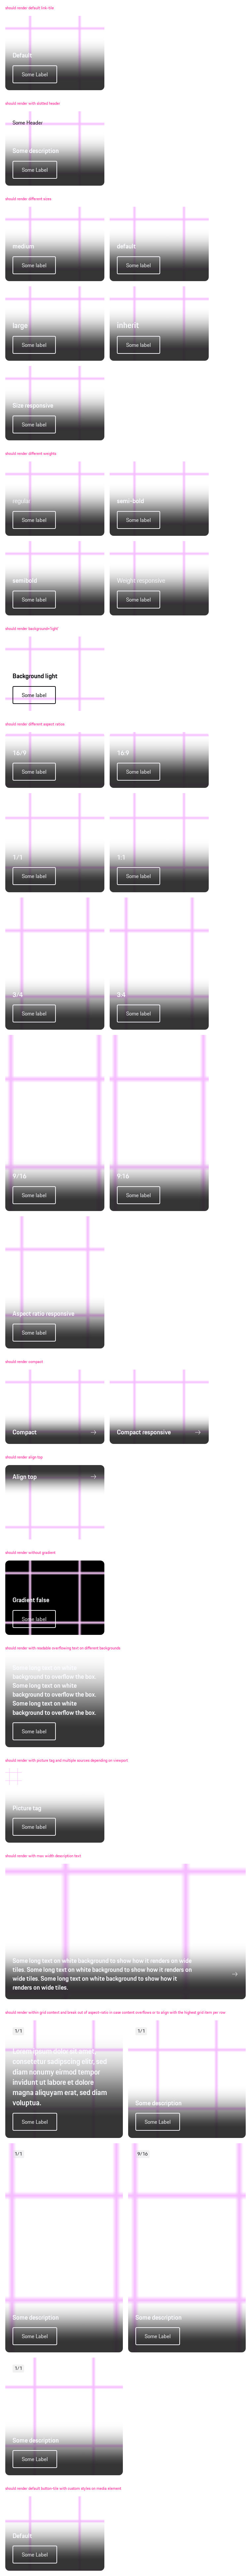 should render default link-tile
Default
Some Label
should render with slotted header
Some Header
Some description
Some Label
should render different sizes
medium
default
Some label
Some label
large
inherit
Some label
Some label
Size responsive
Some label
should render different weights
regular
semi-bold
Some label
Some label
semibold
Weight responsive
Some label
Some label
should render background=light
Background light
Some label
should render different aspect ratios
16/9
16:9
Some label
Some label
1/1
1:1
Some label
Some label
3/4
3:4
Some label
Some label
9/16
9:16
Some label
Some label
Aspect ratio responsive
Some label
should render compact
Compact
Compact responsive
should render align top
Align top
should render without gradient
Gradient false
Some label
should render with readable overflowing text on different backgrounds
Some long text on white
background to overflow the box.
Some long text on white
background to overflow the box.
Some long text on white
background to overflow the box.
Some label
should render with picture tag and multiple sources depending on viewport
Picture tag
Some label
should render with max width description text
Some long text on white background to show how it renders on wide
tiles. Some long text on white background to show how it renders on
wide tiles. Some long text on white background to show how it
renders on wide tiles.
should render within grid context and break out of aspect ratio in case content overflows or to align with the highest grid item per row
1/1
1/1
Lorem ipsum dolor sit amet,
consetetur sadipscing elitr, sed
diam nonumy eirmod tempor
invidunt ut labore et dolore
magna aliquyam erat, sed diam
voluptua.
Some description
Some Label
Some Label
1/1
9/16
Some description
Some description
Some Label
Some Label
1/1
Some description
Some Label
should render default button-tile with custom styles on media element
Default
Some Label